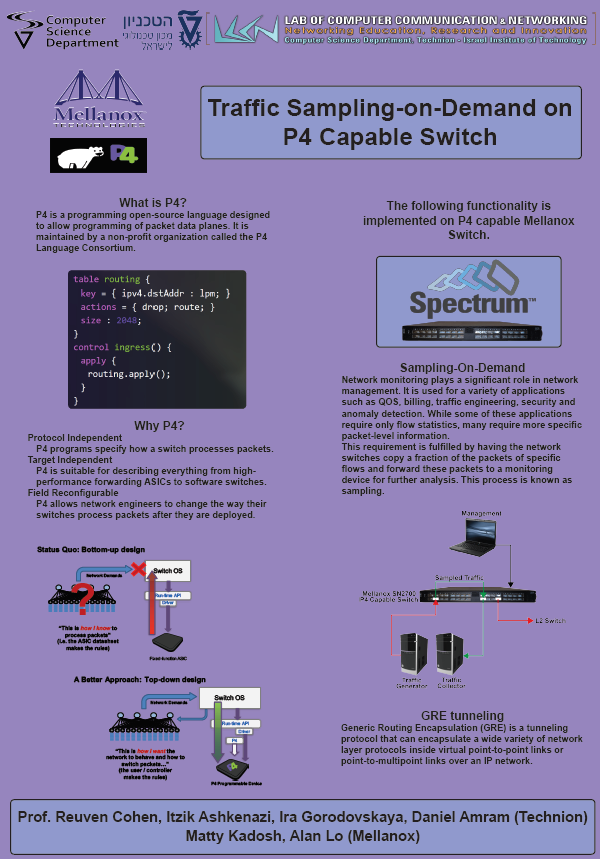 Computer
Science
Department
הטכניון
מכון טכנולוגי
לישראל
LAB OF COMPUTER COMMUNICATION & NETWORKING
Networking Education, Research and Innovation
Computer Science Department, Technion - Israel Institute of Technology
Mellanox
TECHNOLOGIES
P4
Traffic Sampling-on-Demand on
P4 Capable Switch
What is P4?
P4 is a programming open-source language designed
to allow programming of packet data planes. It is
maintained by a non-profit organization called the P4
Language Consortium.
table routing {
key = { ipv4.dstAddr : lpm; }
actions = { drop; route; }
size : 2048;
}
control ingress() {
apply {
routing.apply();
}
}
Why P4?
Protocol Independent
P4 programs specify how a switch processes packets.
Target Independent
P4 is suitable for describing everything from high-
performance forwarding ASICs to software switches.
Field Reconfigurable
P4 allows network engineers to change the way their
switches process packets after they are deployed.
Status Quo: Bottom-up design
Switch OS
Network Demands
?
Run-time API
Driver
"This is how I know to
process packets"
(i.e. the ASIC datasheet
makes the rules)
Fixed-function ASIC
A Better Approach: Top-down design
Switch OS
Network Demands
Run-time API
Driver
P4
"This is how I want the
network to behave and how to
switch packets…"
(the user / controller
makes the rules)
P4 Programmable Device
The following functionality is
implemented on P4 capable Mellanox
Switch.
Spectrum™
Sampling-On-Demand
Network monitoring plays a significant role in network
management. It is used for a variety of applications
such as QOS, billing, traffic engineering, security and
anomaly detection. While some of these applications
require only flow statistics, many require more specific
packet-level information.
This requirement is fulfilled by having the network
switches copy a fraction of the packets of specific
flows and forward these packets to a monitoring
device for further analysis. This process is known as
sampling.
Management
Sampled Traffic
Mellanox SN2700
P4 Capable Switch
L2 Switch
Traffic
Generator
Traffic
Collector
GRE tunneling
Generic Routing Encapsulation (GRE) is a tunneling
protocol that can encapsulate a wide variety of network
layer protocols inside virtual point-to-point links or
point-to-multipoint links over an IP network.
Prof. Reuven Cohen, Itzik Ashkenazi, Ira Gorodovskaya, Daniel Amram (Technion)
Matty Kadosh, Alan Lo (Mellanox)